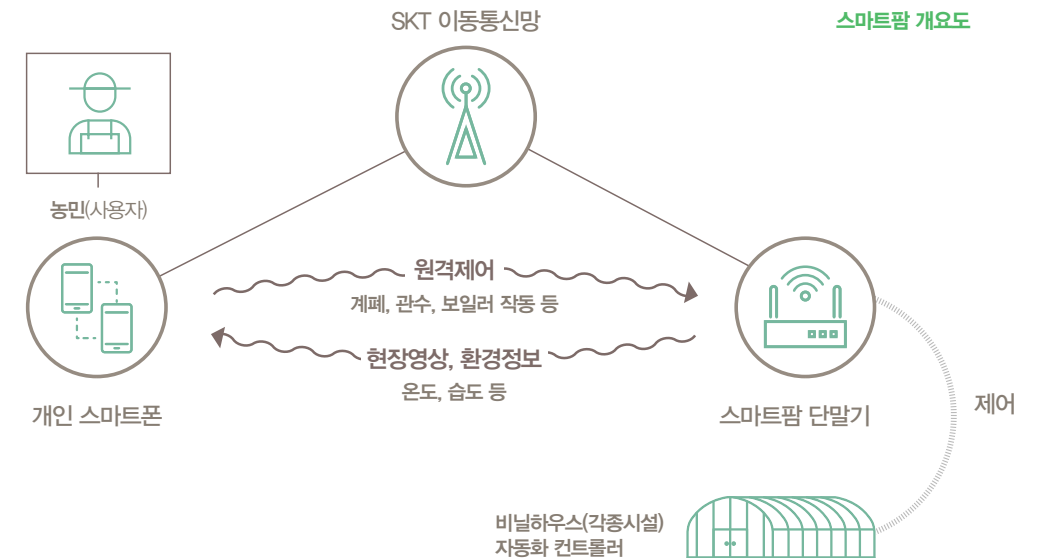 SKT 이동통신망
스마트팜 개요도
농민(사용자)
원격제어
계폐, 관수, 보일러 작동 등
현장영상, 환경정보
온도, 습도 등
개인 스마트폰
스마트팜 단말기
제어
비닐하우스(각종시설)
자동화 컨트롤러